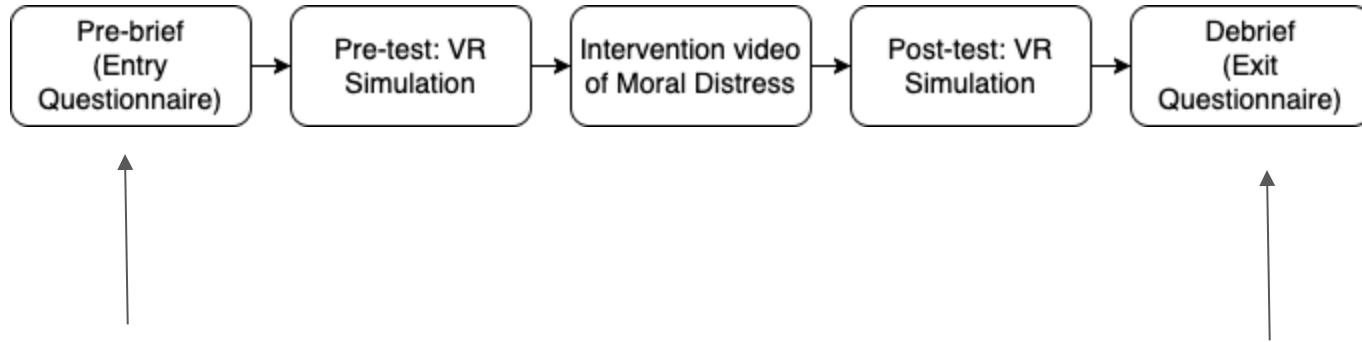 Pre-brief
(Entry
Questionnaire)
Pre-test: VR
Simulation
Intervention video
of Moral Distress
Post-test: VR
Simulation
Debrief
(Exit
Questionnaire)